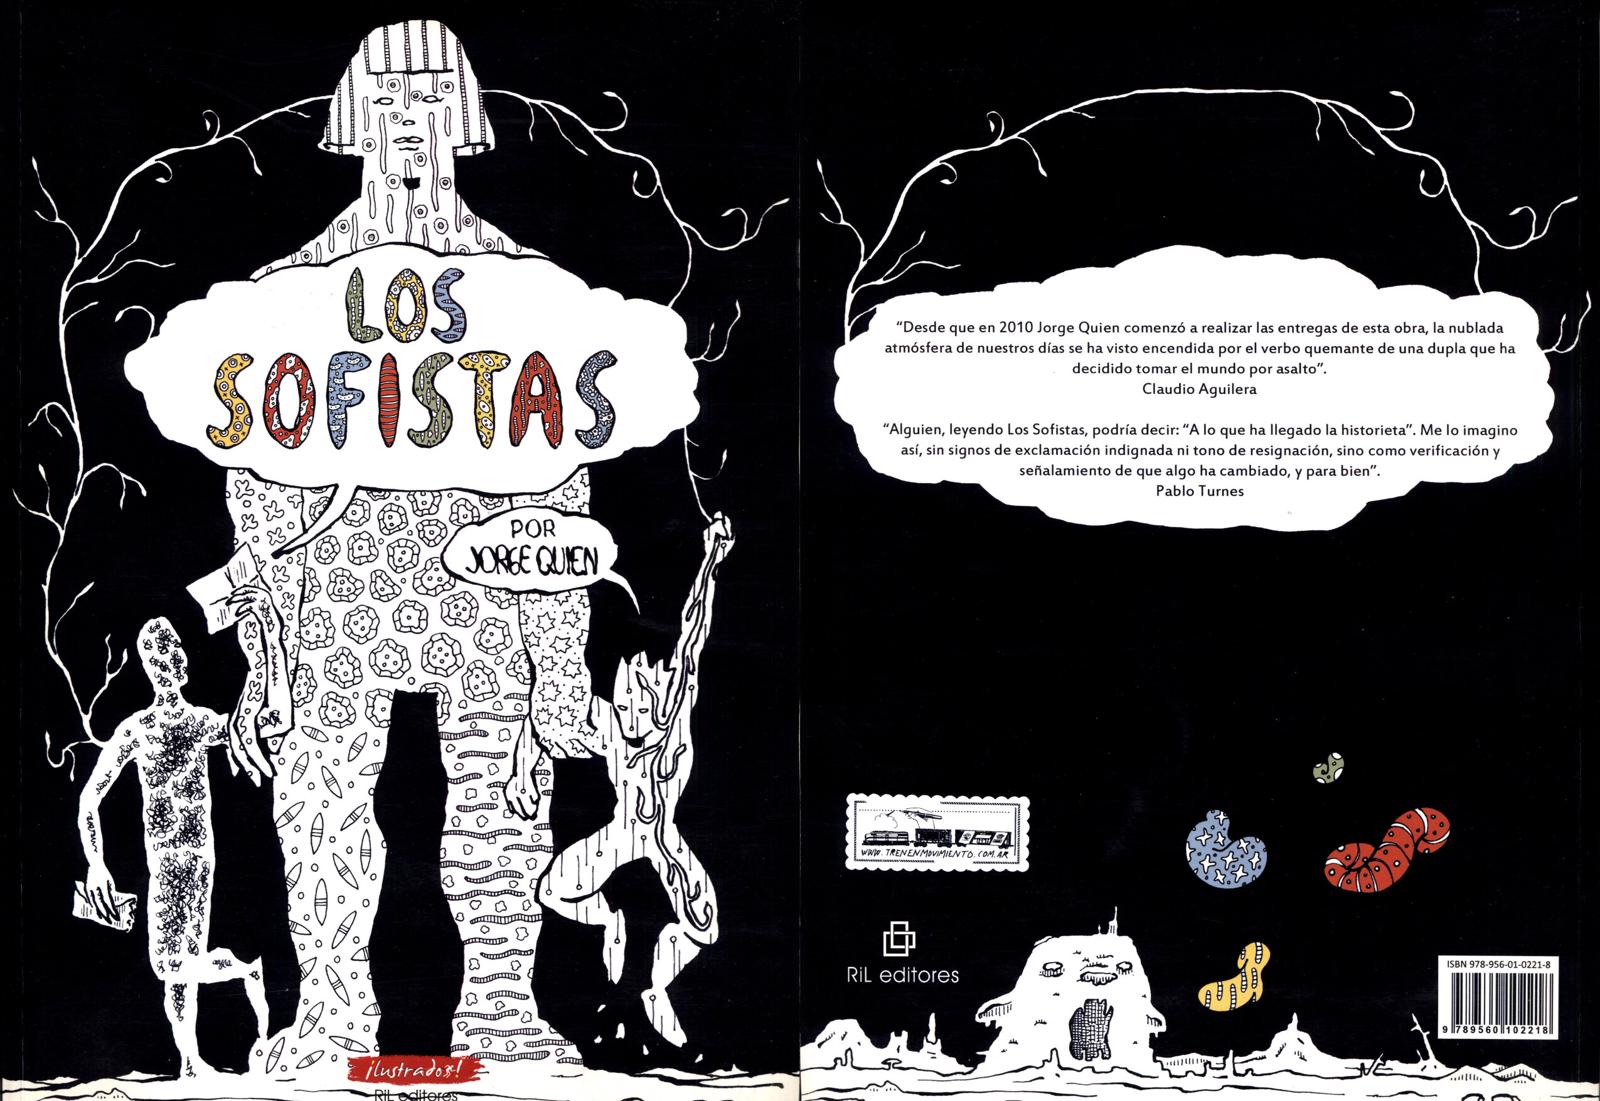 LOS
SOFISTAS
POR
JORGE QUIEN
¡lustrados!
RiL editores
“Desde que en 2010 Jorge Quien comenzó a realizar las entregas de esta obra, la nublada
atmósfera de nuestros días se ha visto encendida por el verbo quemante de una dupla que ha
decidido tomar el mundo por asalto”.
Claudio Aguilera
“Alguien, leyendo Los Sofistas, podría decir: “A lo que ha llegado la historieta”. Me lo imagino
así, sin signos de exclamación indignada ni tono de resignación, sino como verificación y
señalamiento de que algo ha cambiado, y para bien”.
Pablo Turnes
WWW.TRENENMOVIMIENTO.COM.AR
RiL editores
ISBN 978-956-01-0221-8
9 789560 102218